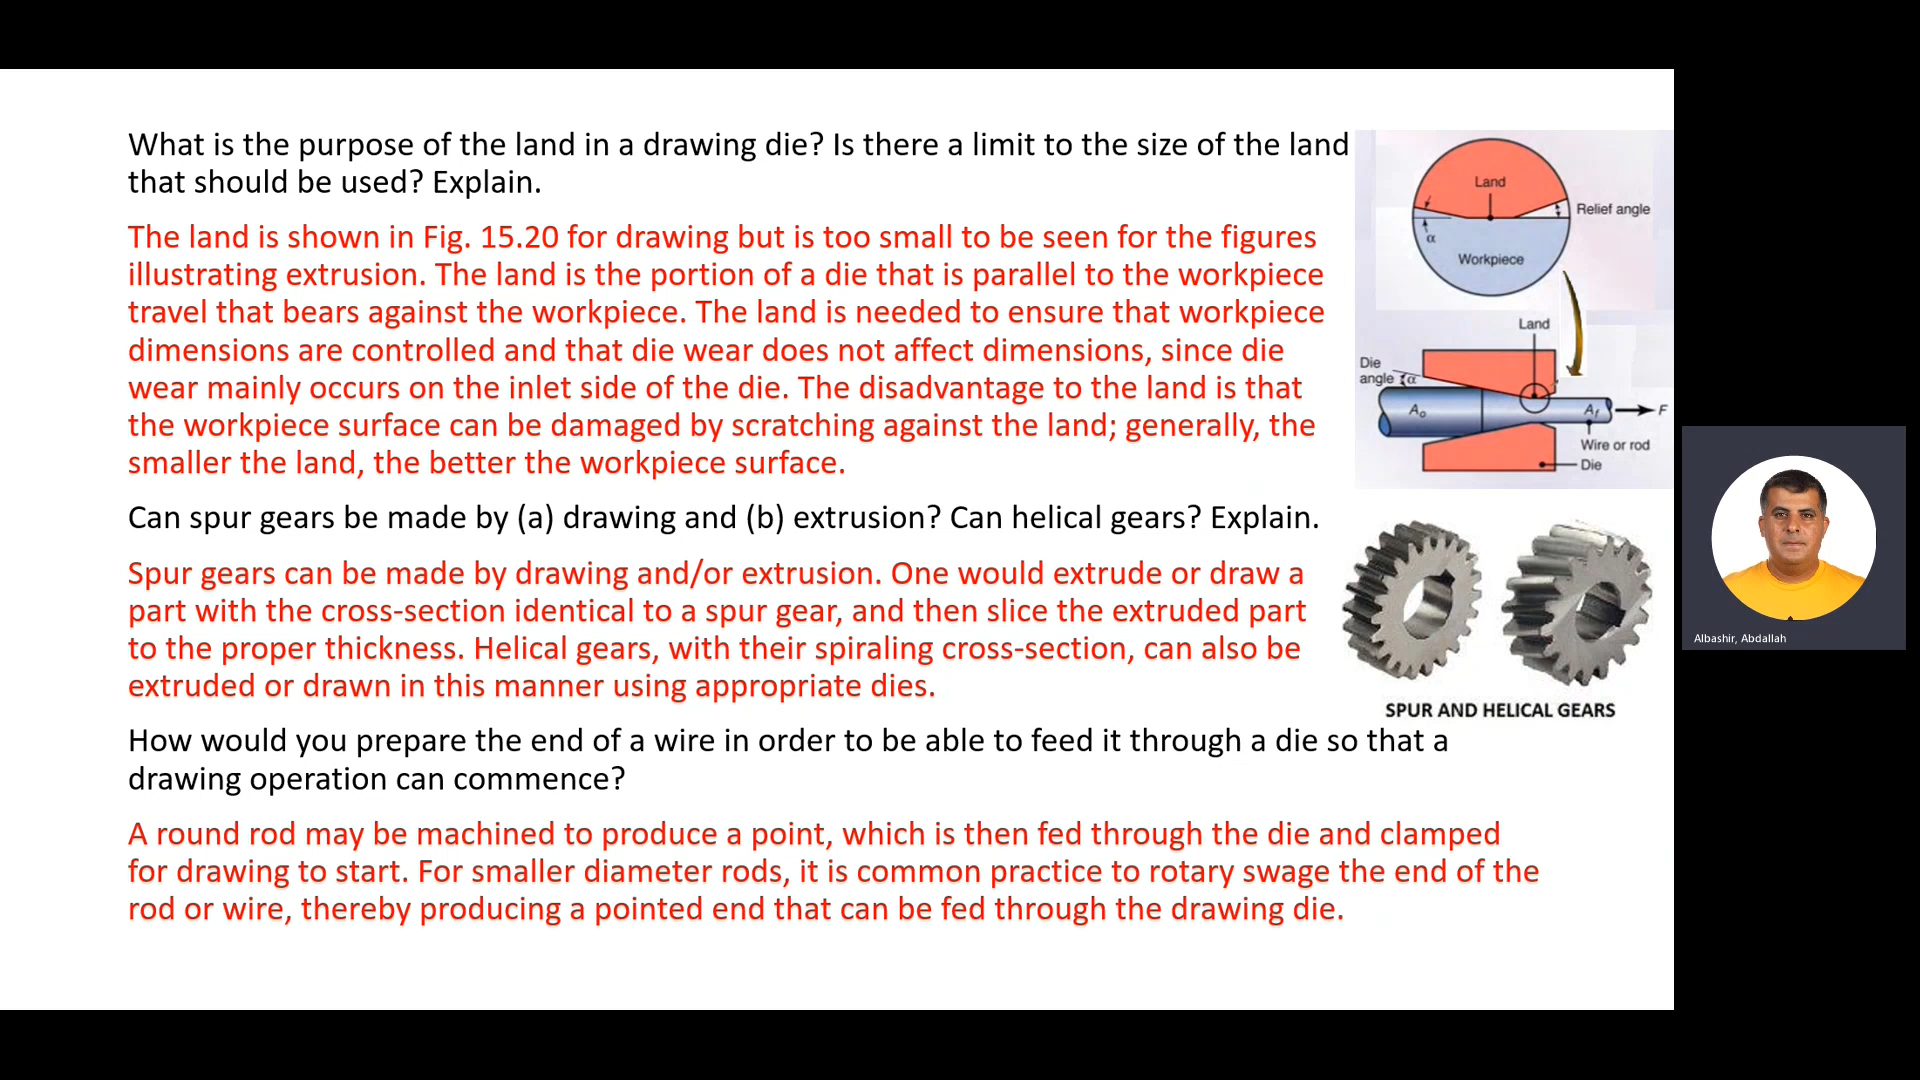 What is the purpose of the land in a drawing die? Is there a limit to the size of the land
that should be used? Explain.
The land is shown in Fig. 15.20 for drawing but is too small to be seen for the figures
illustrating extrusion. The land is the portion of a die that is parallel to the workpiece
travel that bears against the workpiece. The land is needed to ensure that workpiece
dimensions are controlled and that die wear does not affect dimensions, since die
wear mainly occurs on the inlet side of the die. The disadvantage to the land is that
the workpiece surface can be damaged by scratching against the land; generally, the
smaller the land, the better the workpiece surface.
Can spur gears be made by (a) drawing and (b) extrusion? Can helical gears? Explain.
Spur gears can be made by drawing and/or extrusion. One would extrude or draw a
part with the cross-section identical to a spur gear, and then slice the extruded part
to the proper thickness. Helical gears, with their spiraling cross-section, can also be
extruded or drawn in this manner using appropriate dies.
How would you prepare the end of a wire in order to be able to feed it through a die so that a
drawing operation can commence?
A round rod may be machined to produce a point, which is then fed through the die and clamped
for drawing to start. For smaller diameter rods, it is common practice to rotary swage the end of the
rod or wire, thereby producing a pointed end that can be fed through the drawing die.
Land
Relief angle
α
Workpiece
Land
Die
angle α
A₀
A_f
F
Wire or rod
Die
SPUR AND HELICAL GEARS
Albashir, Abdallah